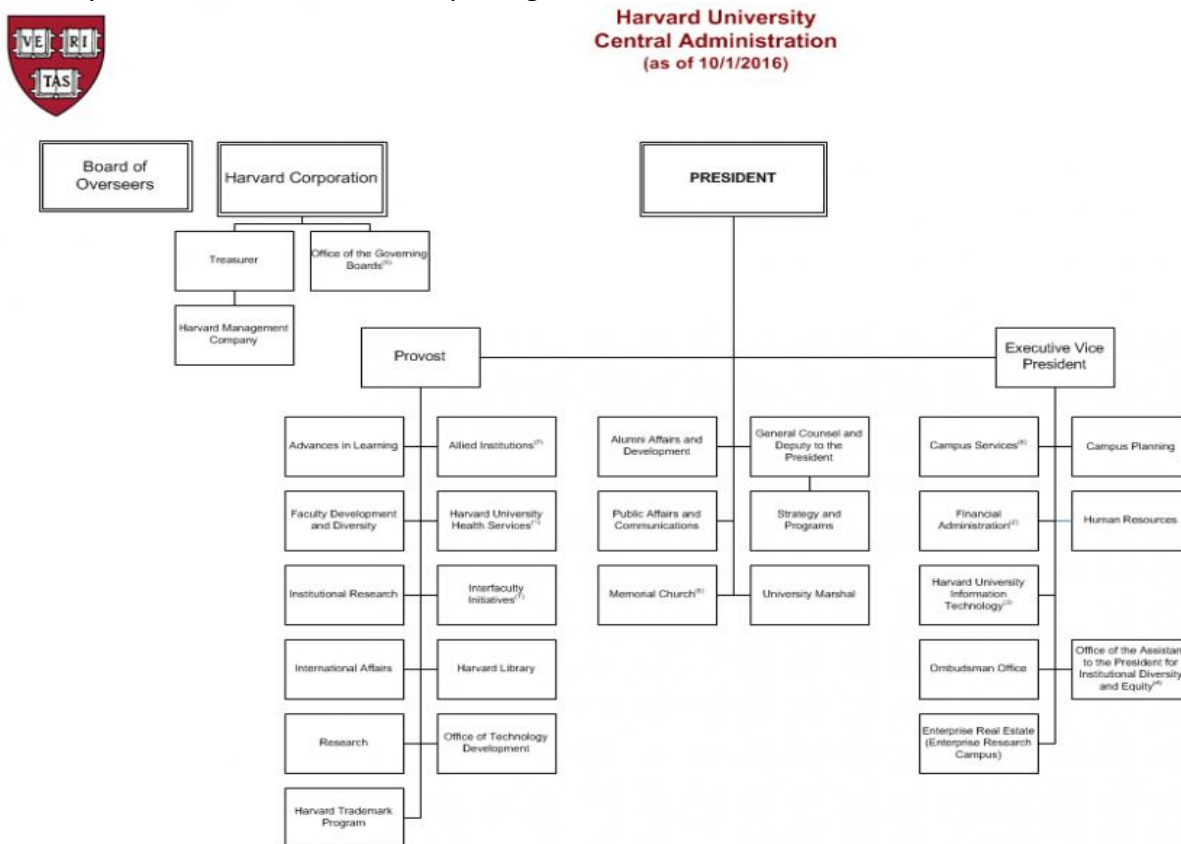 VE RI
TAS
Harvard University
Central Administration
(as of 10/1/2016)
Board of
Overseers
Harvard Corporation
PRESIDENT
Treasurer
Office of the Governing
Boards
Harvard Management
Company
Provost
Executive Vice
President
Advances in Learning
Allied Institutions
Faculty Development
and Diversity
Harvard University
Health Services
Institutional Research
Interfaculty
Initiatives
International Affairs
Harvard Library
Research
Office of Technology
Development
Harvard Trademark
Program
Alumni Affairs and
Development
General Counsel and
Deputy to the
President
Public Affairs and
Communications
Strategy and
Programs
Memorial Church
University Marshal
Campus Services
Campus Planning
Financial
Administration
Human Resources
Harvard University
Information
Technology
Ombudsman Office
Office of the Assistant
to the President for
Institutional Diversity
and Equity
Enterprise Real Estate
(Enterprise Research
Campus)